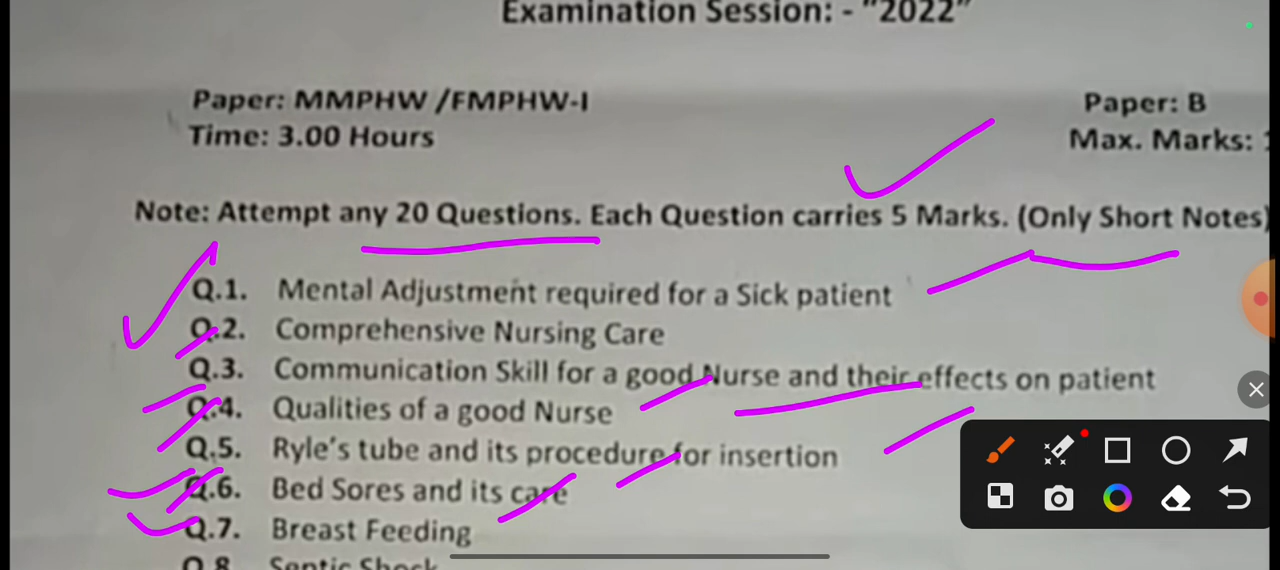 Examination Session: - "2022"
Paper: MMPHW /FMPHW-I Paper: B
Time: 3.00 Hours Max. Marks:
Note: Attempt any 20 Questions. Each Question carries 5 Marks. (Only Short Notes)
Q.1. Mental Adjustment required for a Sick patient
Q.2. Comprehensive Nursing Care
Q.3. Communication Skill for a good Nurse and their effects on patient
Q.4. Qualities of a good Nurse
Q.5. Ryle's tube and its procedure for insertion
Q.6. Bed Sores and its care
Q.7. Breast Feeding
Q.8. Septic Shock